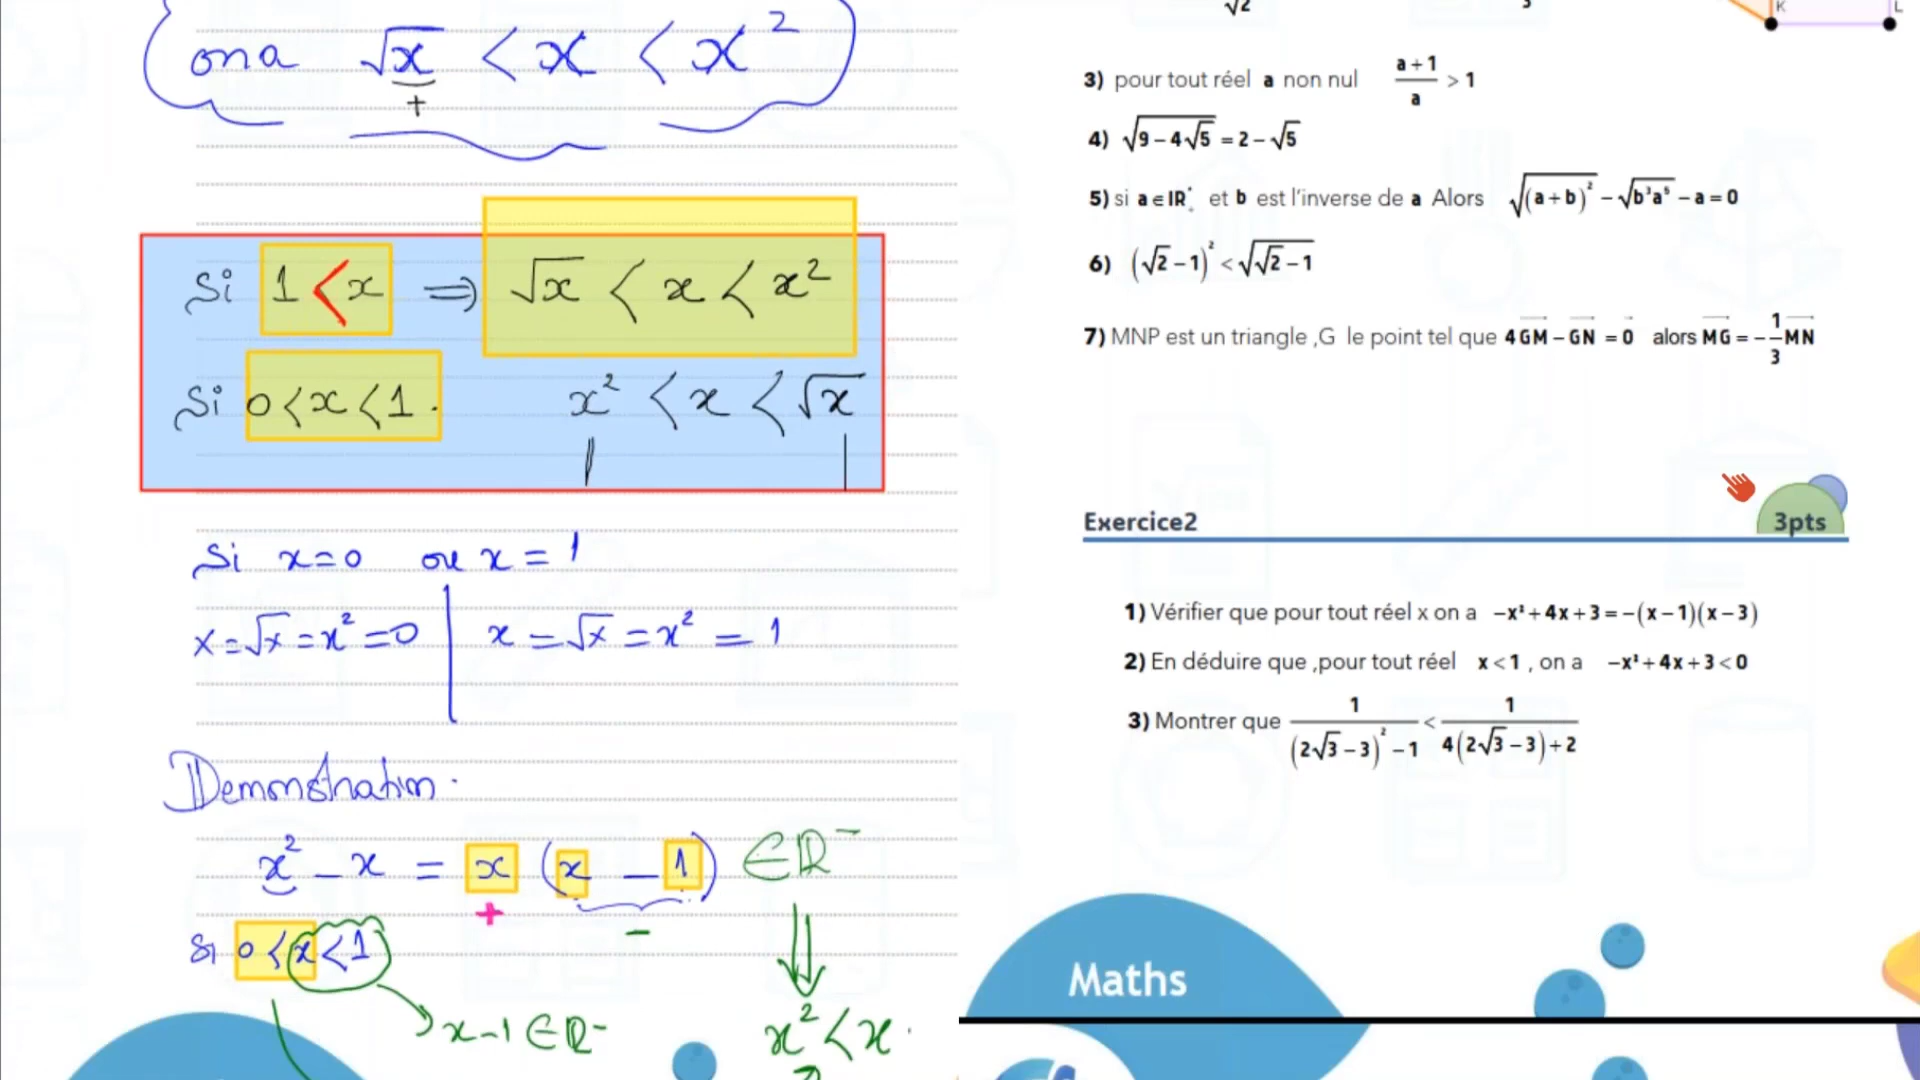 on a √x < x < x²
+
Si 1 < x ⟹ √x < x < x²
Si 0 < x < 1. x² < x < √x
Si x = 0 ou x = 1
x = √x = x² = 0 | x = √x = x² = 1
Demonstration.
x² - x = x (x - 1) ∈ ℝ⁻
+ -
Si 0 < x < 1
x - 1 ∈ ℝ⁻
x² < x
√2 3
K L
3) pour tout réel a non nul (a+1)/a > 1
4) √(9-4√5) = 2-√5
5) si a ∈ IR*₊ et b est l'inverse de a Alors √((a+b)²) - √(b³a⁵) - a = 0
6) (√2-1)² < √(√2-1)
7) MNP est un triangle ,G le point tel que 4GM⃗ - GN⃗ = 0⃗ alors MG⃗ = -1/3 MN⃗
Exercice2 3pts
1) Vérifier que pour tout réel x on a -x²+4x+3=-(x-1)(x-3)
2) En déduire que ,pour tout réel x<1 , on a -x²+4x+3<0
3) Montrer que 1/((2√3-3)²-1) < 1/(4(2√3-3)+2)
Maths